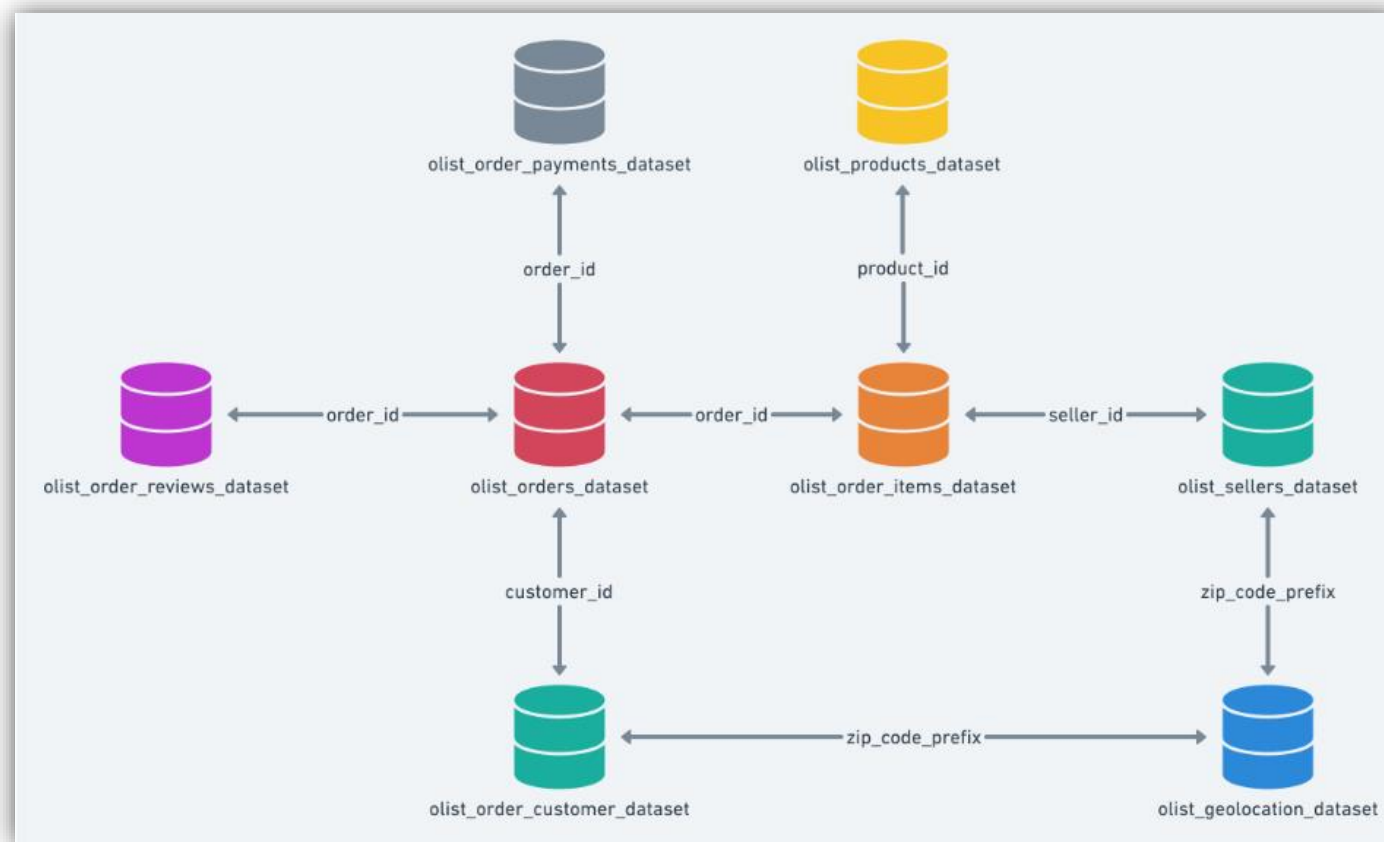 olist_order_payments_dataset
olist_products_dataset
order_id
product_id
order_id
order_id
seller_id
olist_order_reviews_dataset
olist_orders_dataset
olist_order_items_dataset
olist_sellers_dataset
customer_id
zip_code_prefix
zip_code_prefix
olist_order_customer_dataset
olist_geolocation_dataset